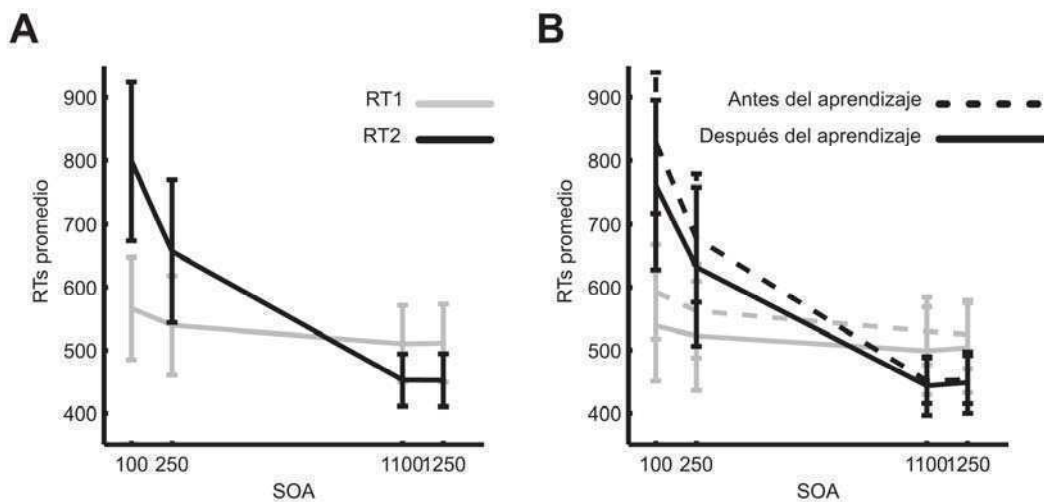 A
RTs promedio
900
800
700
600
500
400
RT1
RT2
100 250 11001250
SOA
B
RTs promedio
900
800
700
600
500
400
Antes del aprendizaje
Después del aprendizaje
100 250 11001250
SOA